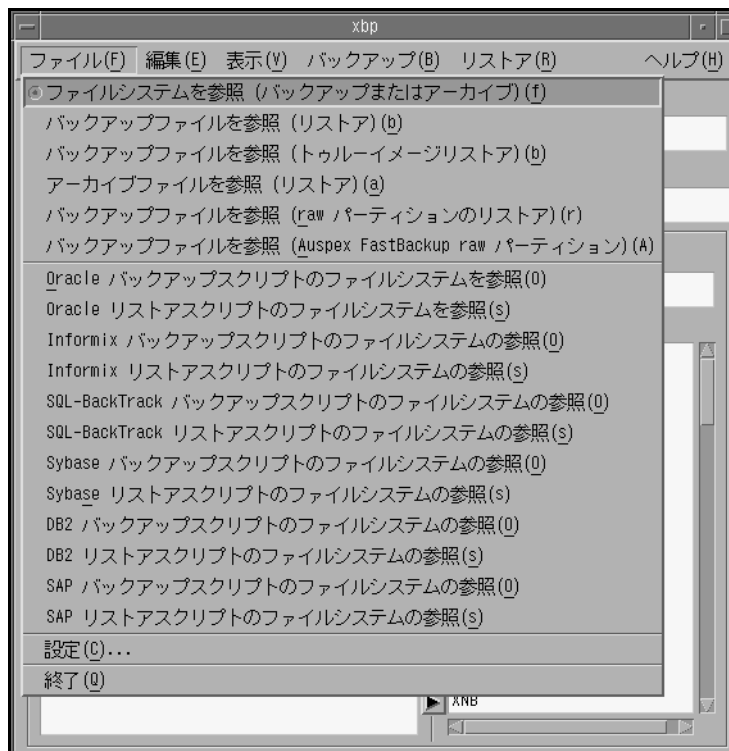 xbp
ファイル(F) 編集(E) 表示(V) バックアップ(B) リストア(R) ヘルプ(H)
ファイルシステムを参照 (バックアップまたはアーカイブ)(f)
バックアップファイルを参照 (リストア)(b)
バックアップファイルを参照 (トゥルーイメージリストア)(b)
アーカイブファイルを参照 (リストア)(a)
バックアップファイルを参照 (raw パーティションのリストア)(r)
バックアップファイルを参照 (Auspex FastBackup raw パーティション)(A)
Oracle バックアップスクリプトのファイルシステムを参照(O)
Oracle リストアスクリプトのファイルシステムを参照(s)
Informix バックアップスクリプトのファイルシステムの参照(O)
Informix リストアスクリプトのファイルシステムの参照(s)
SQL-BackTrack バックアップスクリプトのファイルシステムの参照(O)
SQL-BackTrack リストアスクリプトのファイルシステムの参照(s)
Sybase バックアップスクリプトのファイルシステムの参照(O)
Sybase リストアスクリプトのファイルシステムの参照(s)
DB2 バックアップスクリプトのファイルシステムの参照(O)
DB2 リストアスクリプトのファイルシステムの参照(s)
SAP バックアップスクリプトのファイルシステムの参照(O)
SAP リストアスクリプトのファイルシステムの参照(s)
設定(C)...
終了(Q)
XNB